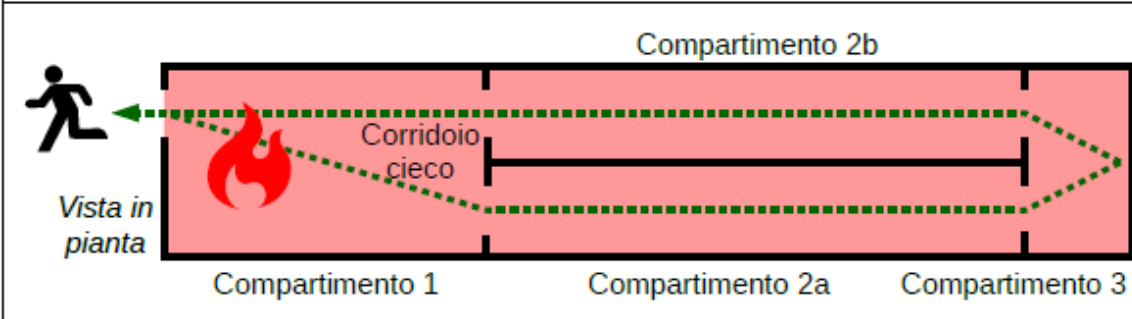 Compartimento 2b
Corridoio
cieco
Vista in
pianta
Compartimento 1
Compartimento 2a
Compartimento 3